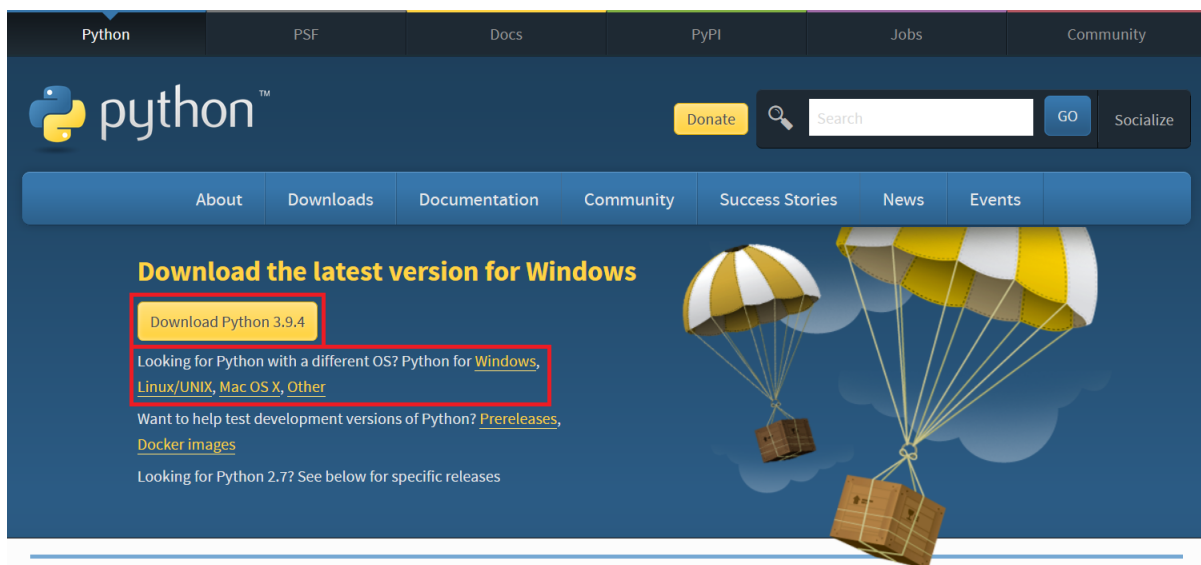 Python PSF Docs PyPI Jobs Community
python™
Donate Search GO Socialize
About Downloads Documentation Community Success Stories News Events
Download the latest version for Windows
Download Python 3.9.4
Looking for Python with a different OS? Python for Windows,
Linux/UNIX, Mac OS X, Other
Want to help test development versions of Python? Prereleases,
Docker images
Looking for Python 2.7? See below for specific releases